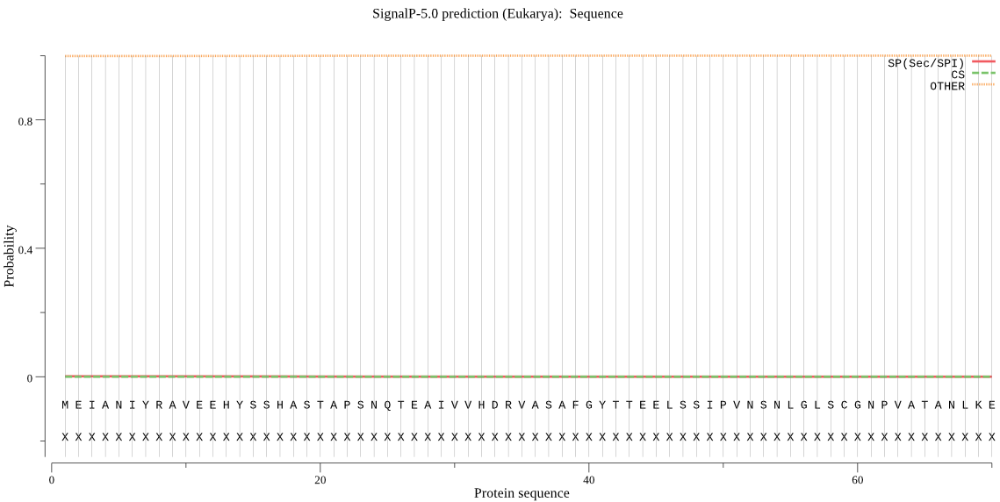 SignalP-5.0 prediction (Eukarya):  Sequence
SP(Sec/SPI)
CS
OTHER
0.8
0.4
0
Probability
M E I A N I Y R A V E E H Y S S H A S T A P S N Q T E A I V V H D R V A S A F G Y T T E E L S S I P V N S N L G L S C G N P V A T A N L K E
X X X X X X X X X X X X X X X X X X X X X X X X X X X X X X X X X X X X X X X X X X X X X X X X X X X X X X X X X X X X X X X X X X X X X X
0 20 40 60
Protein sequence